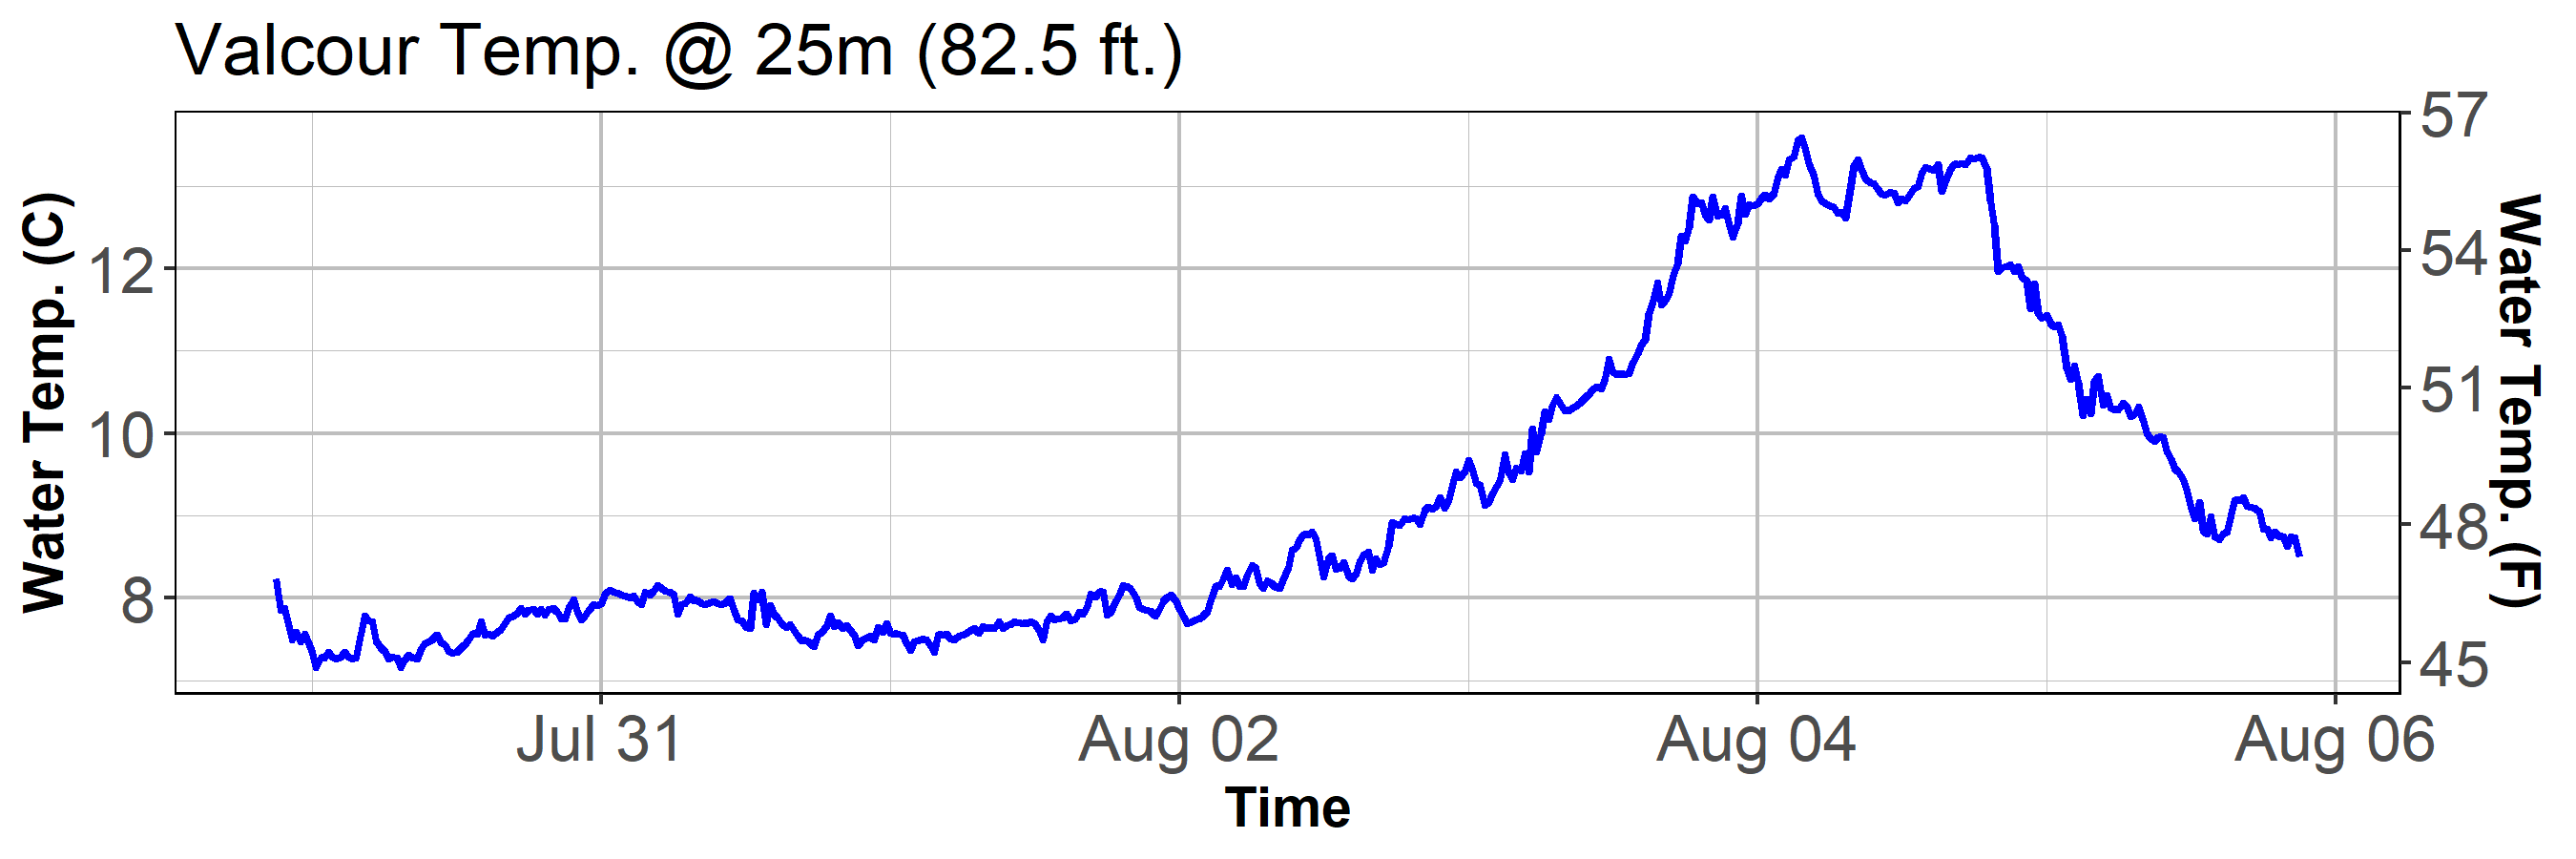 Valcour Temp. @ 25m (82.5 ft.)
Water Temp. (C)
12
10
8
57
54
51
48
45
Water Temp. (F)
Jul 31 Aug 02 Aug 04 Aug 06
Time